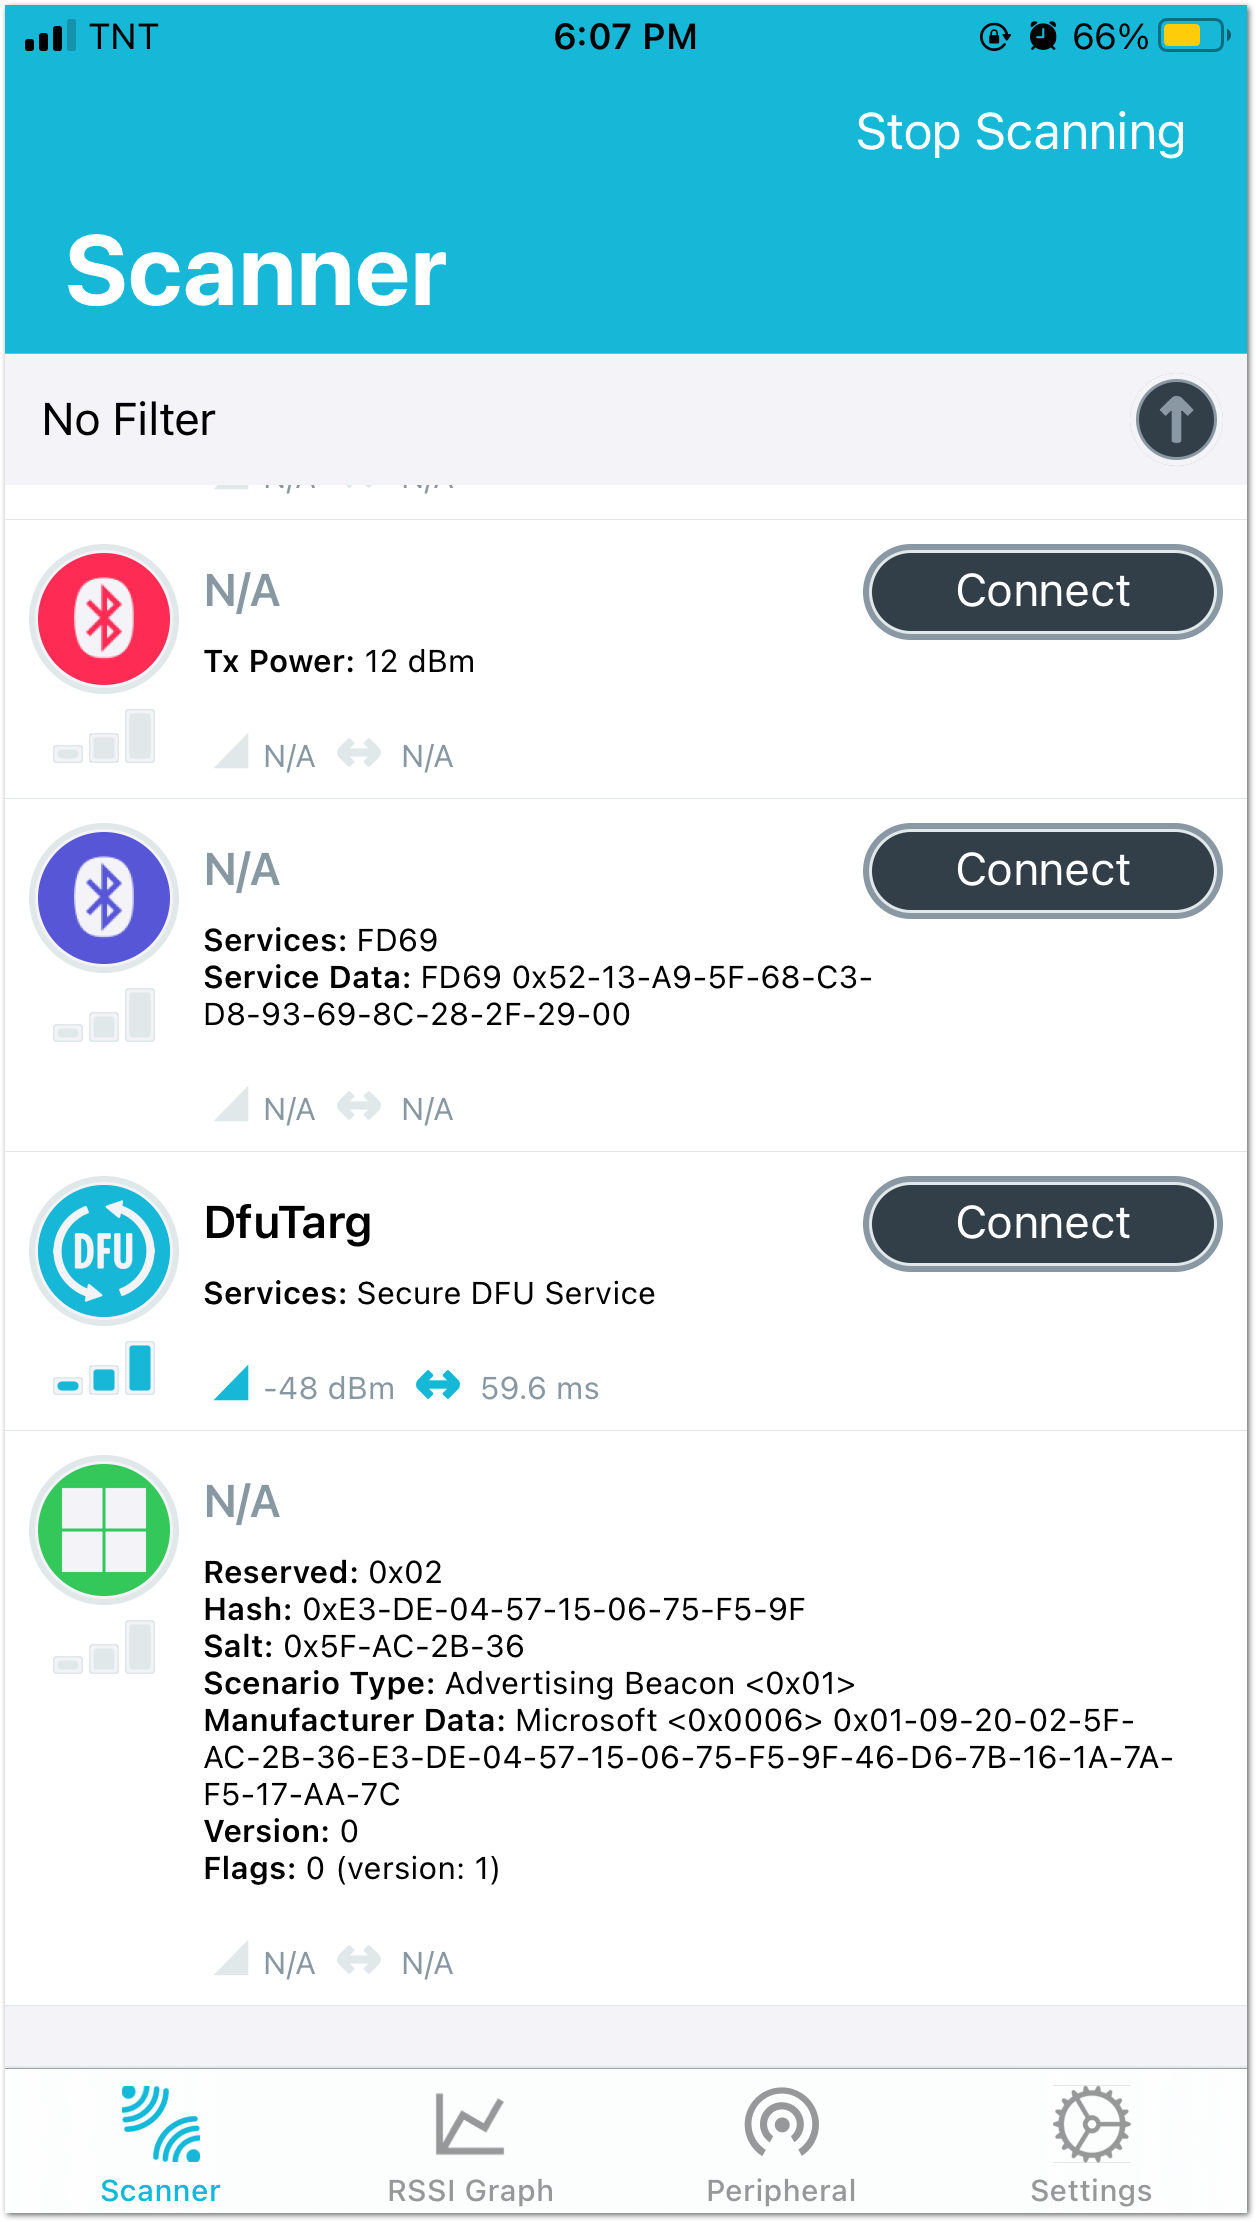 TNT 6:07 PM 66%
Stop Scanning
Scanner
No Filter
N/A N/A
N/A Connect
Tx Power: 12 dBm
N/A N/A
N/A Connect
Services: FD69
Service Data: FD69 0x52-13-A9-5F-68-C3-
D8-93-69-8C-28-2F-29-00
N/A N/A
DFU DfuTarg Connect
Services: Secure DFU Service
-48 dBm 59.6 ms
N/A
Reserved: 0x02
Hash: 0xE3-DE-04-57-15-06-75-F5-9F
Salt: 0x5F-AC-2B-36
Scenario Type: Advertising Beacon <0x01>
Manufacturer Data: Microsoft <0x0006> 0x01-09-20-02-5F-
AC-2B-36-E3-DE-04-57-15-06-75-F5-9F-46-D6-7B-16-1A-7A-
F5-17-AA-7C
Version: 0
Flags: 0 (version: 1)
N/A N/A
Scanner RSSI Graph Peripheral Settings